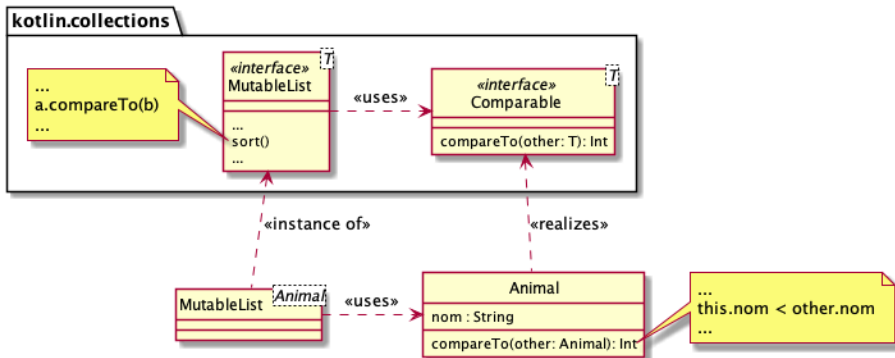 kotlin.collections
...
a.compareTo(b)
...
T
«interface»
MutableList
...
sort()
...
«uses»
T
«interface»
Comparable
compareTo(other: T): Int
«instance of»
«realizes»
MutableList
Animal
«uses»
Animal
nom : String
compareTo(other: Animal): Int
...
this.nom < other.nom
...